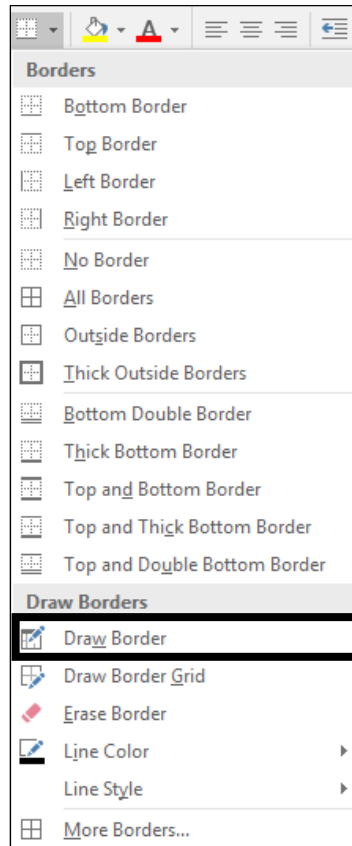 A
Borders
Bottom Border
Top Border
Left Border
Right Border
No Border
All Borders
Outside Borders
Thick Outside Borders
Bottom Double Border
Thick Bottom Border
Top and Bottom Border
Top and Thick Bottom Border
Top and Double Bottom Border
Draw Borders
Draw Border
Draw Border Grid
Erase Border
Line Color
Line Style
More Borders...